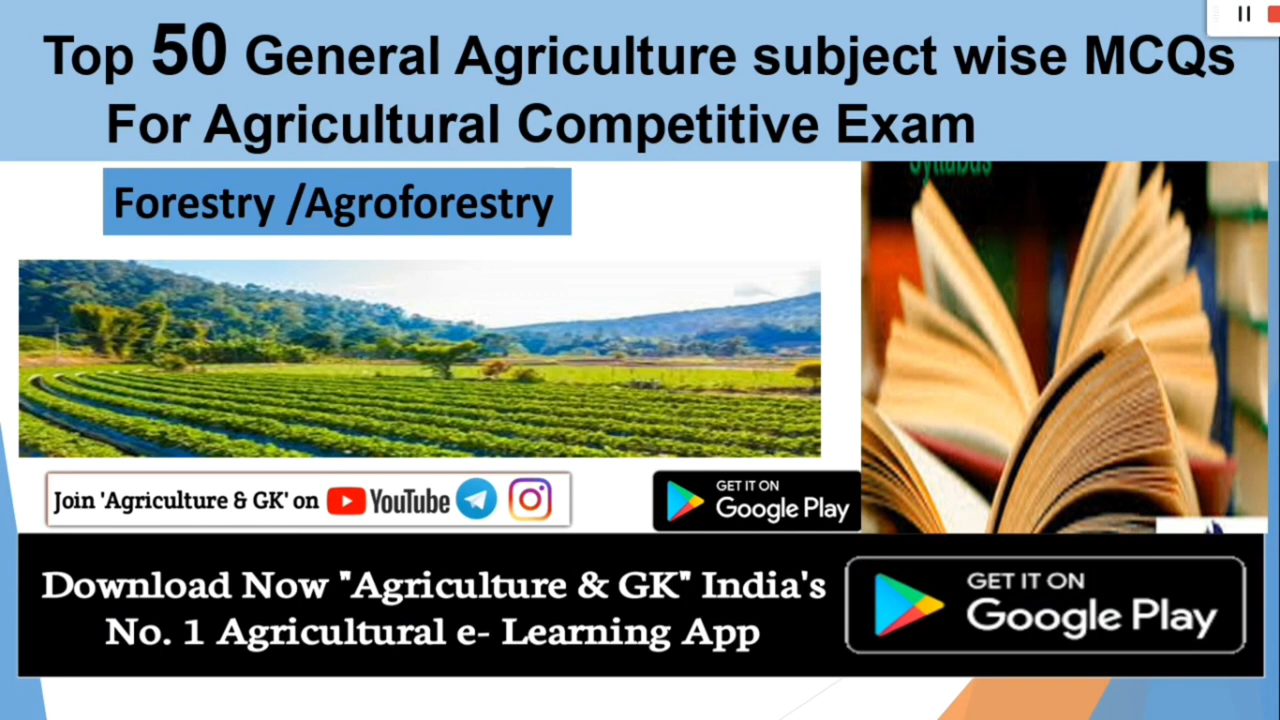 Top 50 General Agriculture subject wise MCQs
For Agricultural Competitive Exam
Syllabus
Forestry /Agroforestry
Join 'Agriculture & GK' on YouTube
GET IT ON
Google Play
Download Now "Agriculture & GK" India's
No. 1 Agricultural e- Learning App
GET IT ON
Google Play